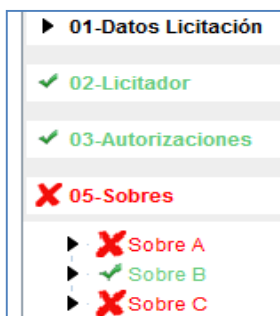 01-Datos Licitación
02-Licitador
03-Autorizaciones
05-Sobres
Sobre A
Sobre B
Sobre C